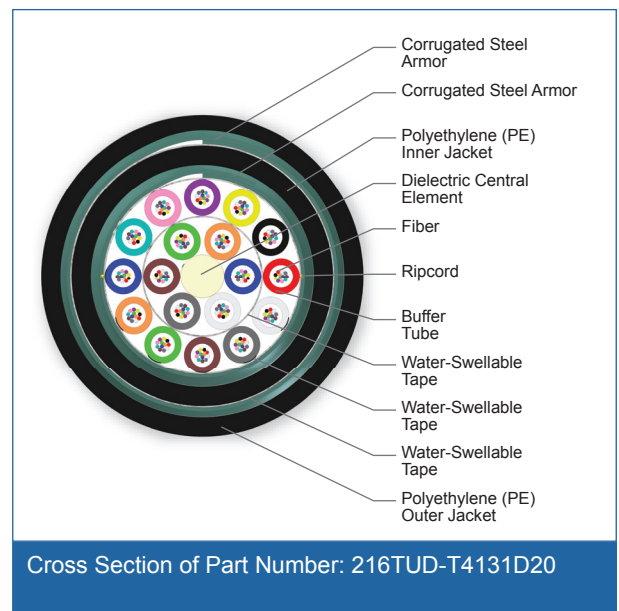 Corrugated Steel
Armor
Corrugated Steel Armor
Polyethylene (PE)
Inner Jacket
Dielectric Central
Element
Fiber
Ripcord
Buffer
Tube
Water-Swellable
Tape
Water-Swellable
Tape
Water-Swellable
Tape
Polyethylene (PE)
Outer Jacket
Cross Section of Part Number: 216TUD-T4131D20